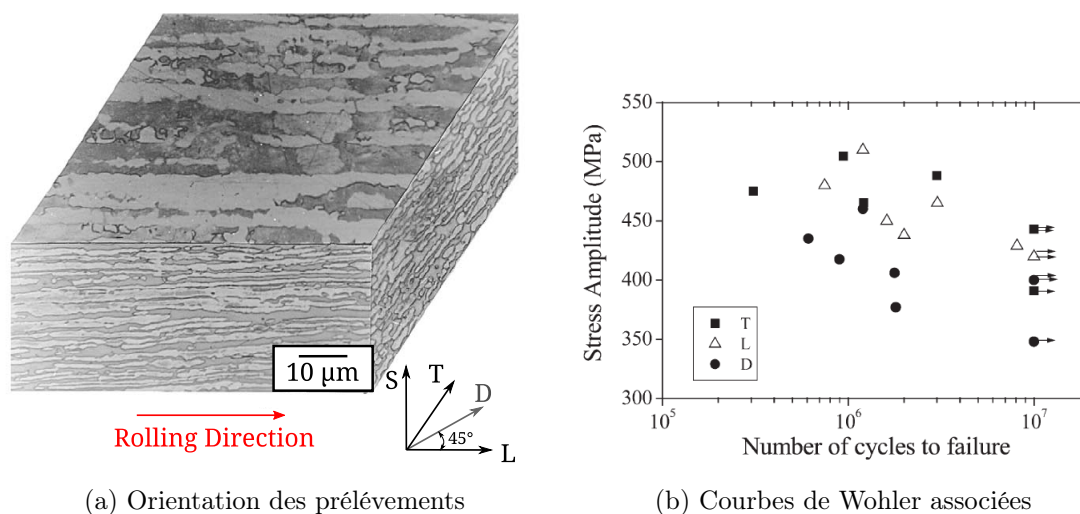 10 µm
S
T
D
45°
L
Rolling Direction
(a) Orientation des prélévements
550
500
450
400
350
300
Stress Amplitude (MPa)
T
L
D
10⁵
10⁶
10⁷
Number of cycles to failure
(b) Courbes de Wohler associées